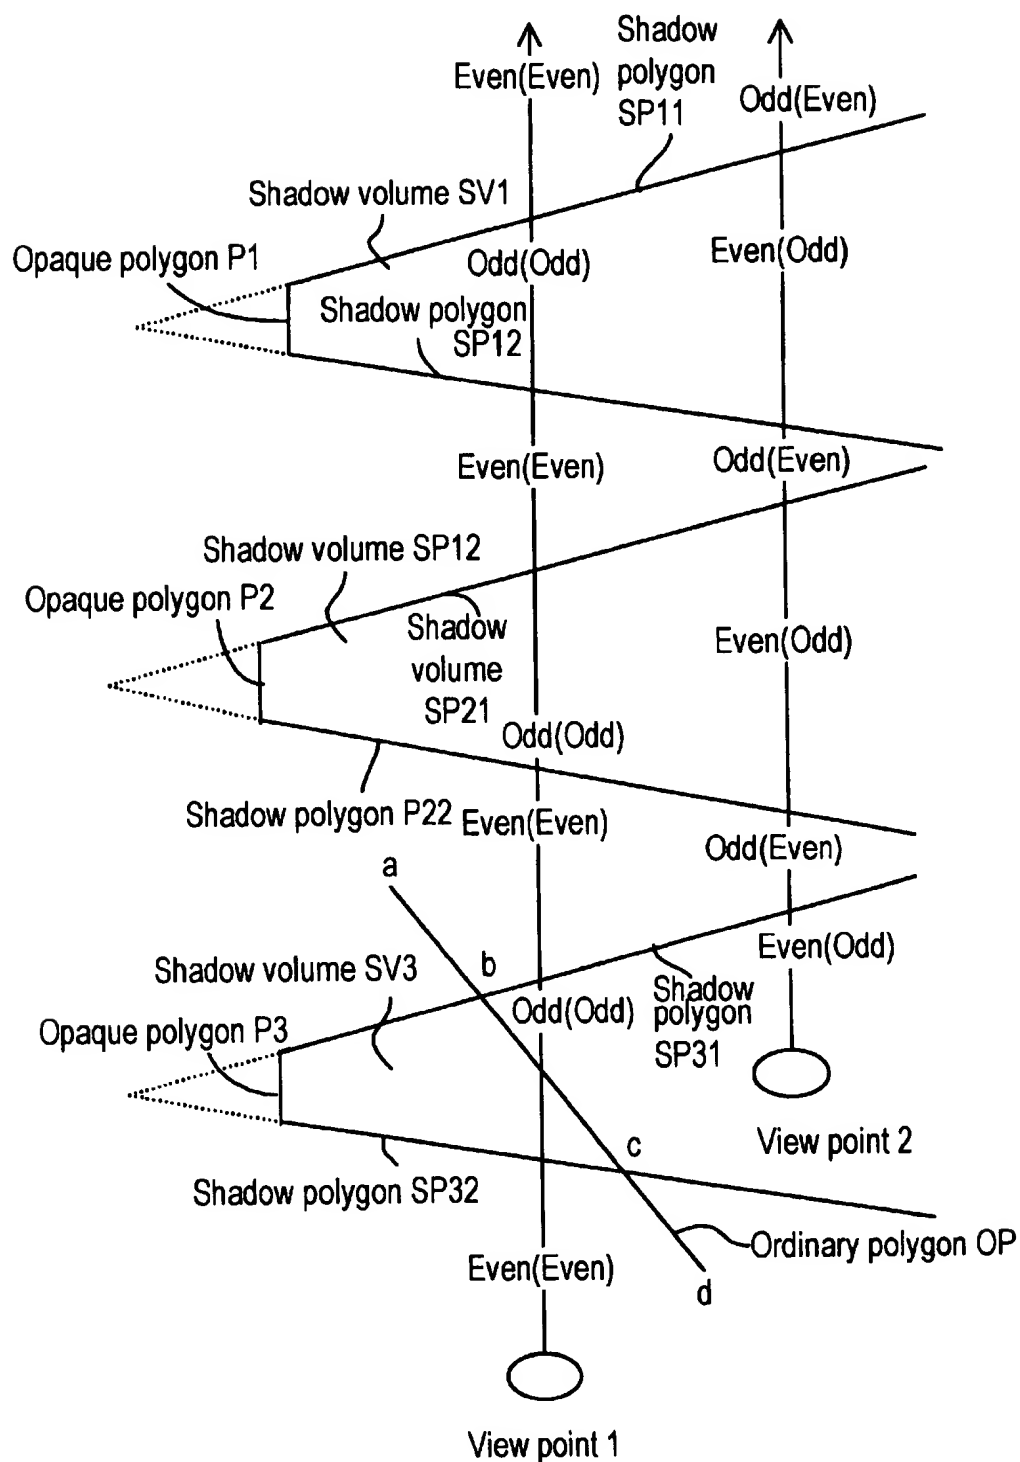 Shadow
polygon
SP11
Even(Even)
Odd(Even)
Shadow volume SV1
Opaque polygon P1
Odd(Odd)
Even(Odd)
Shadow polygon
SP12
Even(Even)
Odd(Even)
Shadow volume SP12
Opaque polygon P2
Shadow
volume
SP21
Even(Odd)
Odd(Odd)
Shadow polygon P22
Even(Even)
Odd(Even)
a
Even(Odd)
Shadow volume SV3
b
Shadow
polygon
SP31
Odd(Odd)
Opaque polygon P3
View point 2
c
Shadow polygon SP32
Ordinary polygon OP
Even(Even)
d
View point 1